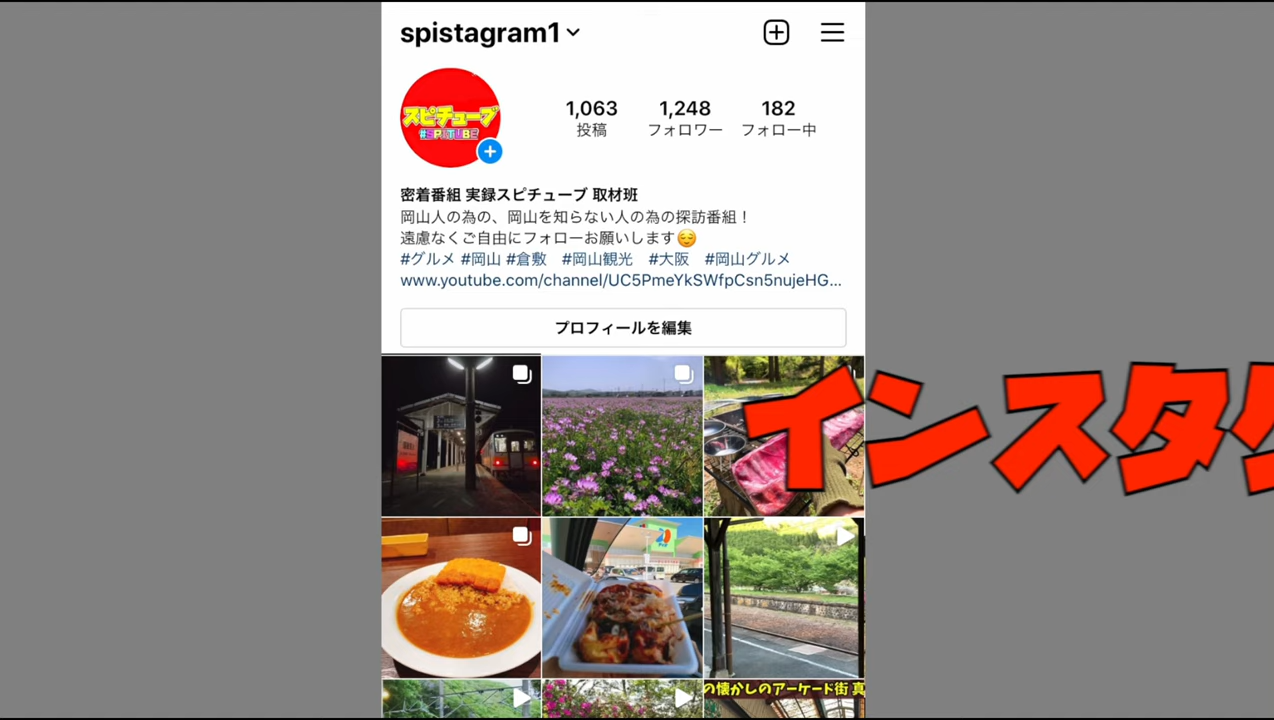 spistagram1
スピチューブ
#SPITUBE
1,063
投稿
1,248
フォロワー
182
フォロー中
密着番組 実録スピチューブ 取材班
岡山人の為の、岡山を知らない人の為の探訪番組！
遠慮なくご自由にフォローお願いします😌
#グルメ #岡山 #倉敷　#岡山観光　#大阪　#岡山グルメ
www.youtube.com/channel/UC5PmeYkSWfpCsn5nujeHG...
プロフィールを編集
インスタ
の懐かしのアーケード街 真